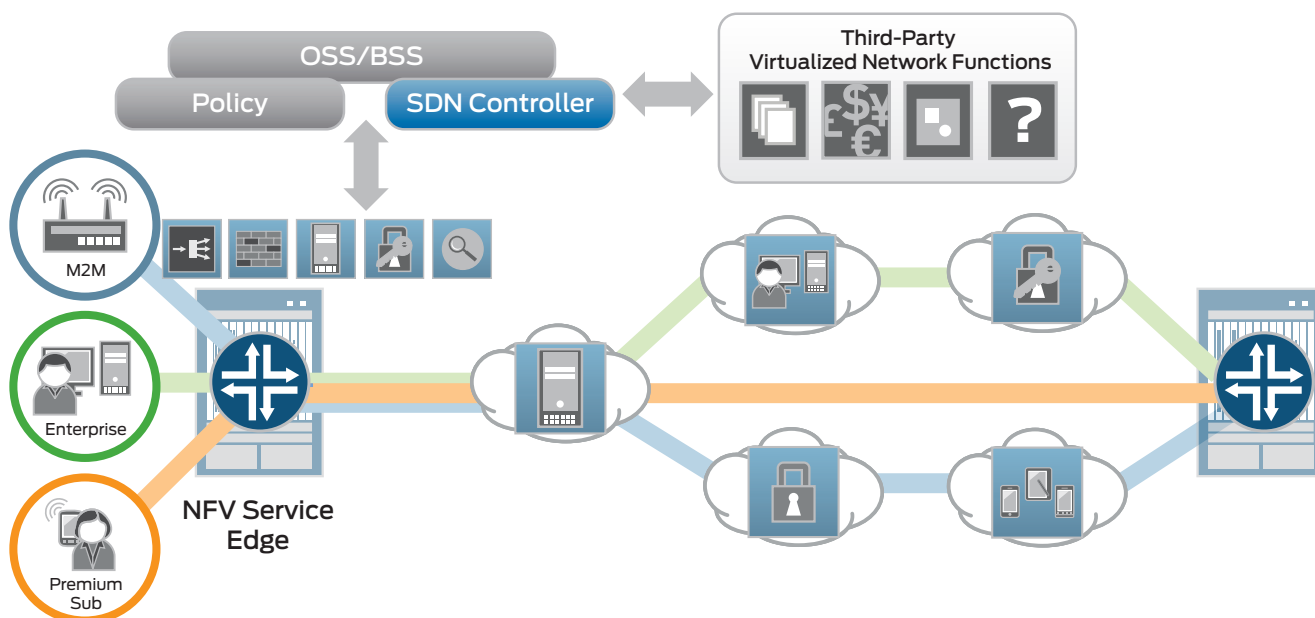 OSS/BSS
Policy
SDN Controller
Third-Party
Virtualized Network Functions
£$¥€
?
M2M
Enterprise
Premium
Sub
NFV Service
Edge